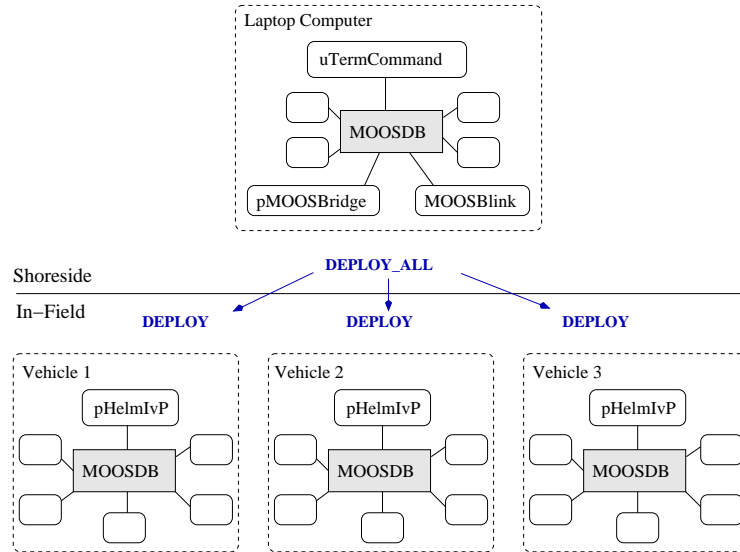 Laptop Computer
uTermCommand
MOOSDB
pMOOSBridge
MOOSBlink
DEPLOY_ALL
Shoreside
In-Field
DEPLOY
DEPLOY
DEPLOY
Vehicle 1
pHelmIvP
MOOSDB
Vehicle 2
pHelmIvP
MOOSDB
Vehicle 3
pHelmIvP
MOOSDB